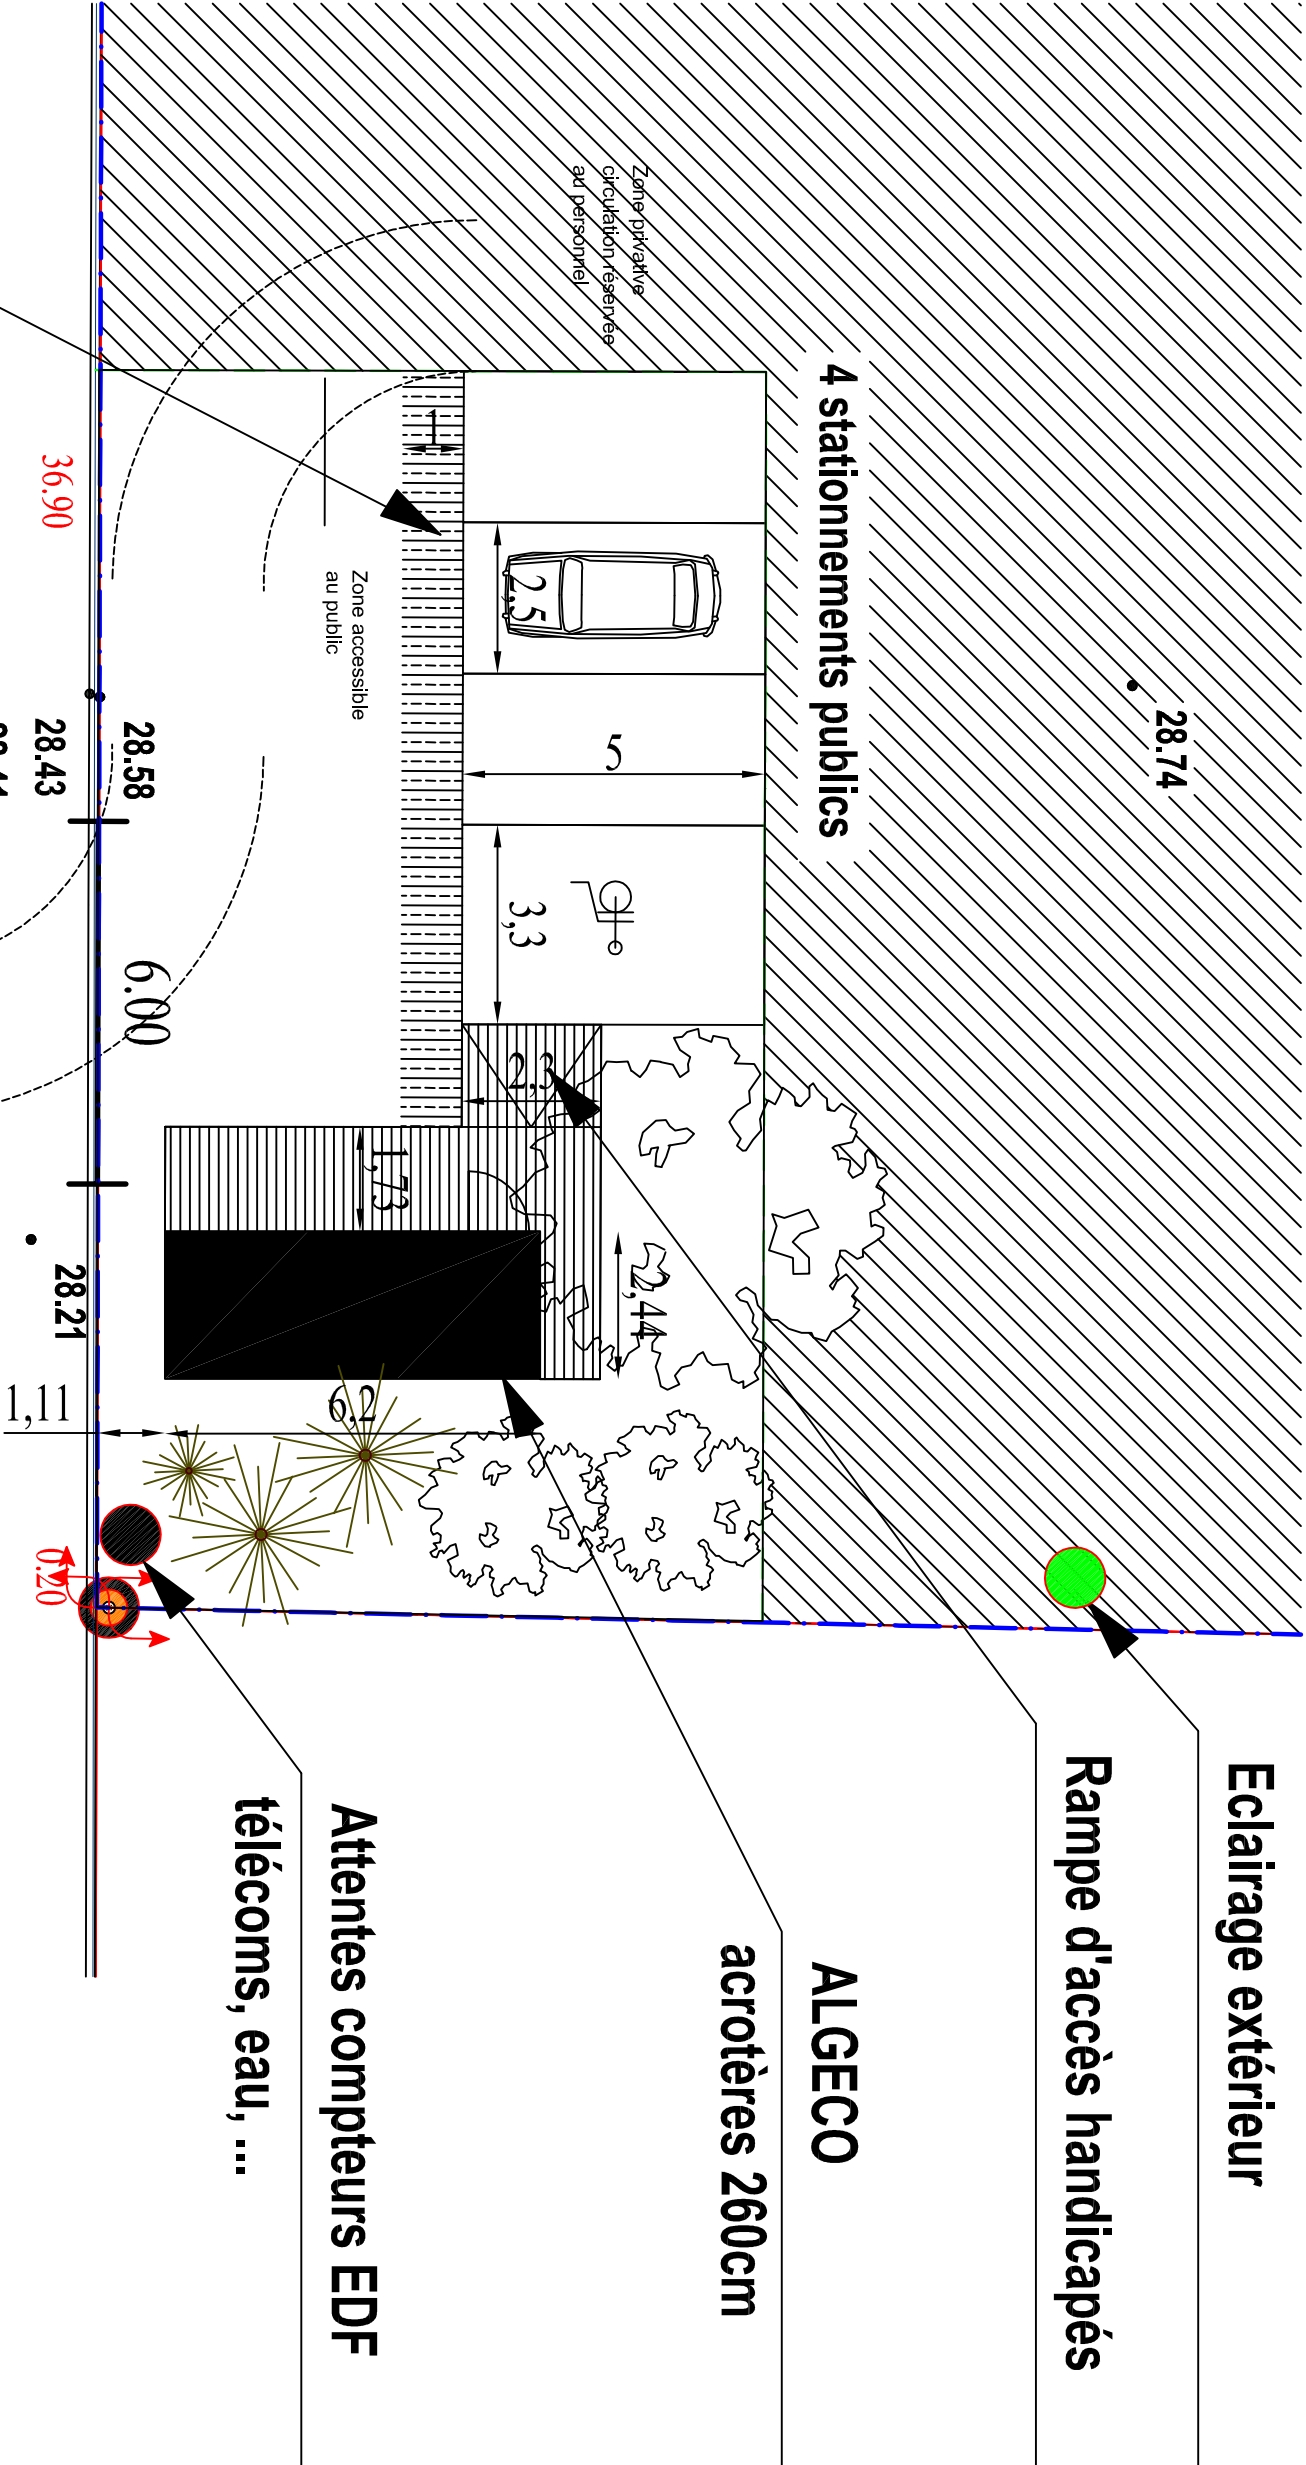 Eclairage extérieur
28.74
Rampe d'accès handicapés
4 stationnements publics
ALGECO
acrotères 260cm
Zone privative
circulation réservée
au personnel
5
2,5
3,3
2,3
2,44
1
1,73
6,2
Zone accessible
au public
Attentes compteurs EDF
télécoms, eau, ...
28.58
6.00
36.90
28.43
28.21
1,11
0.20